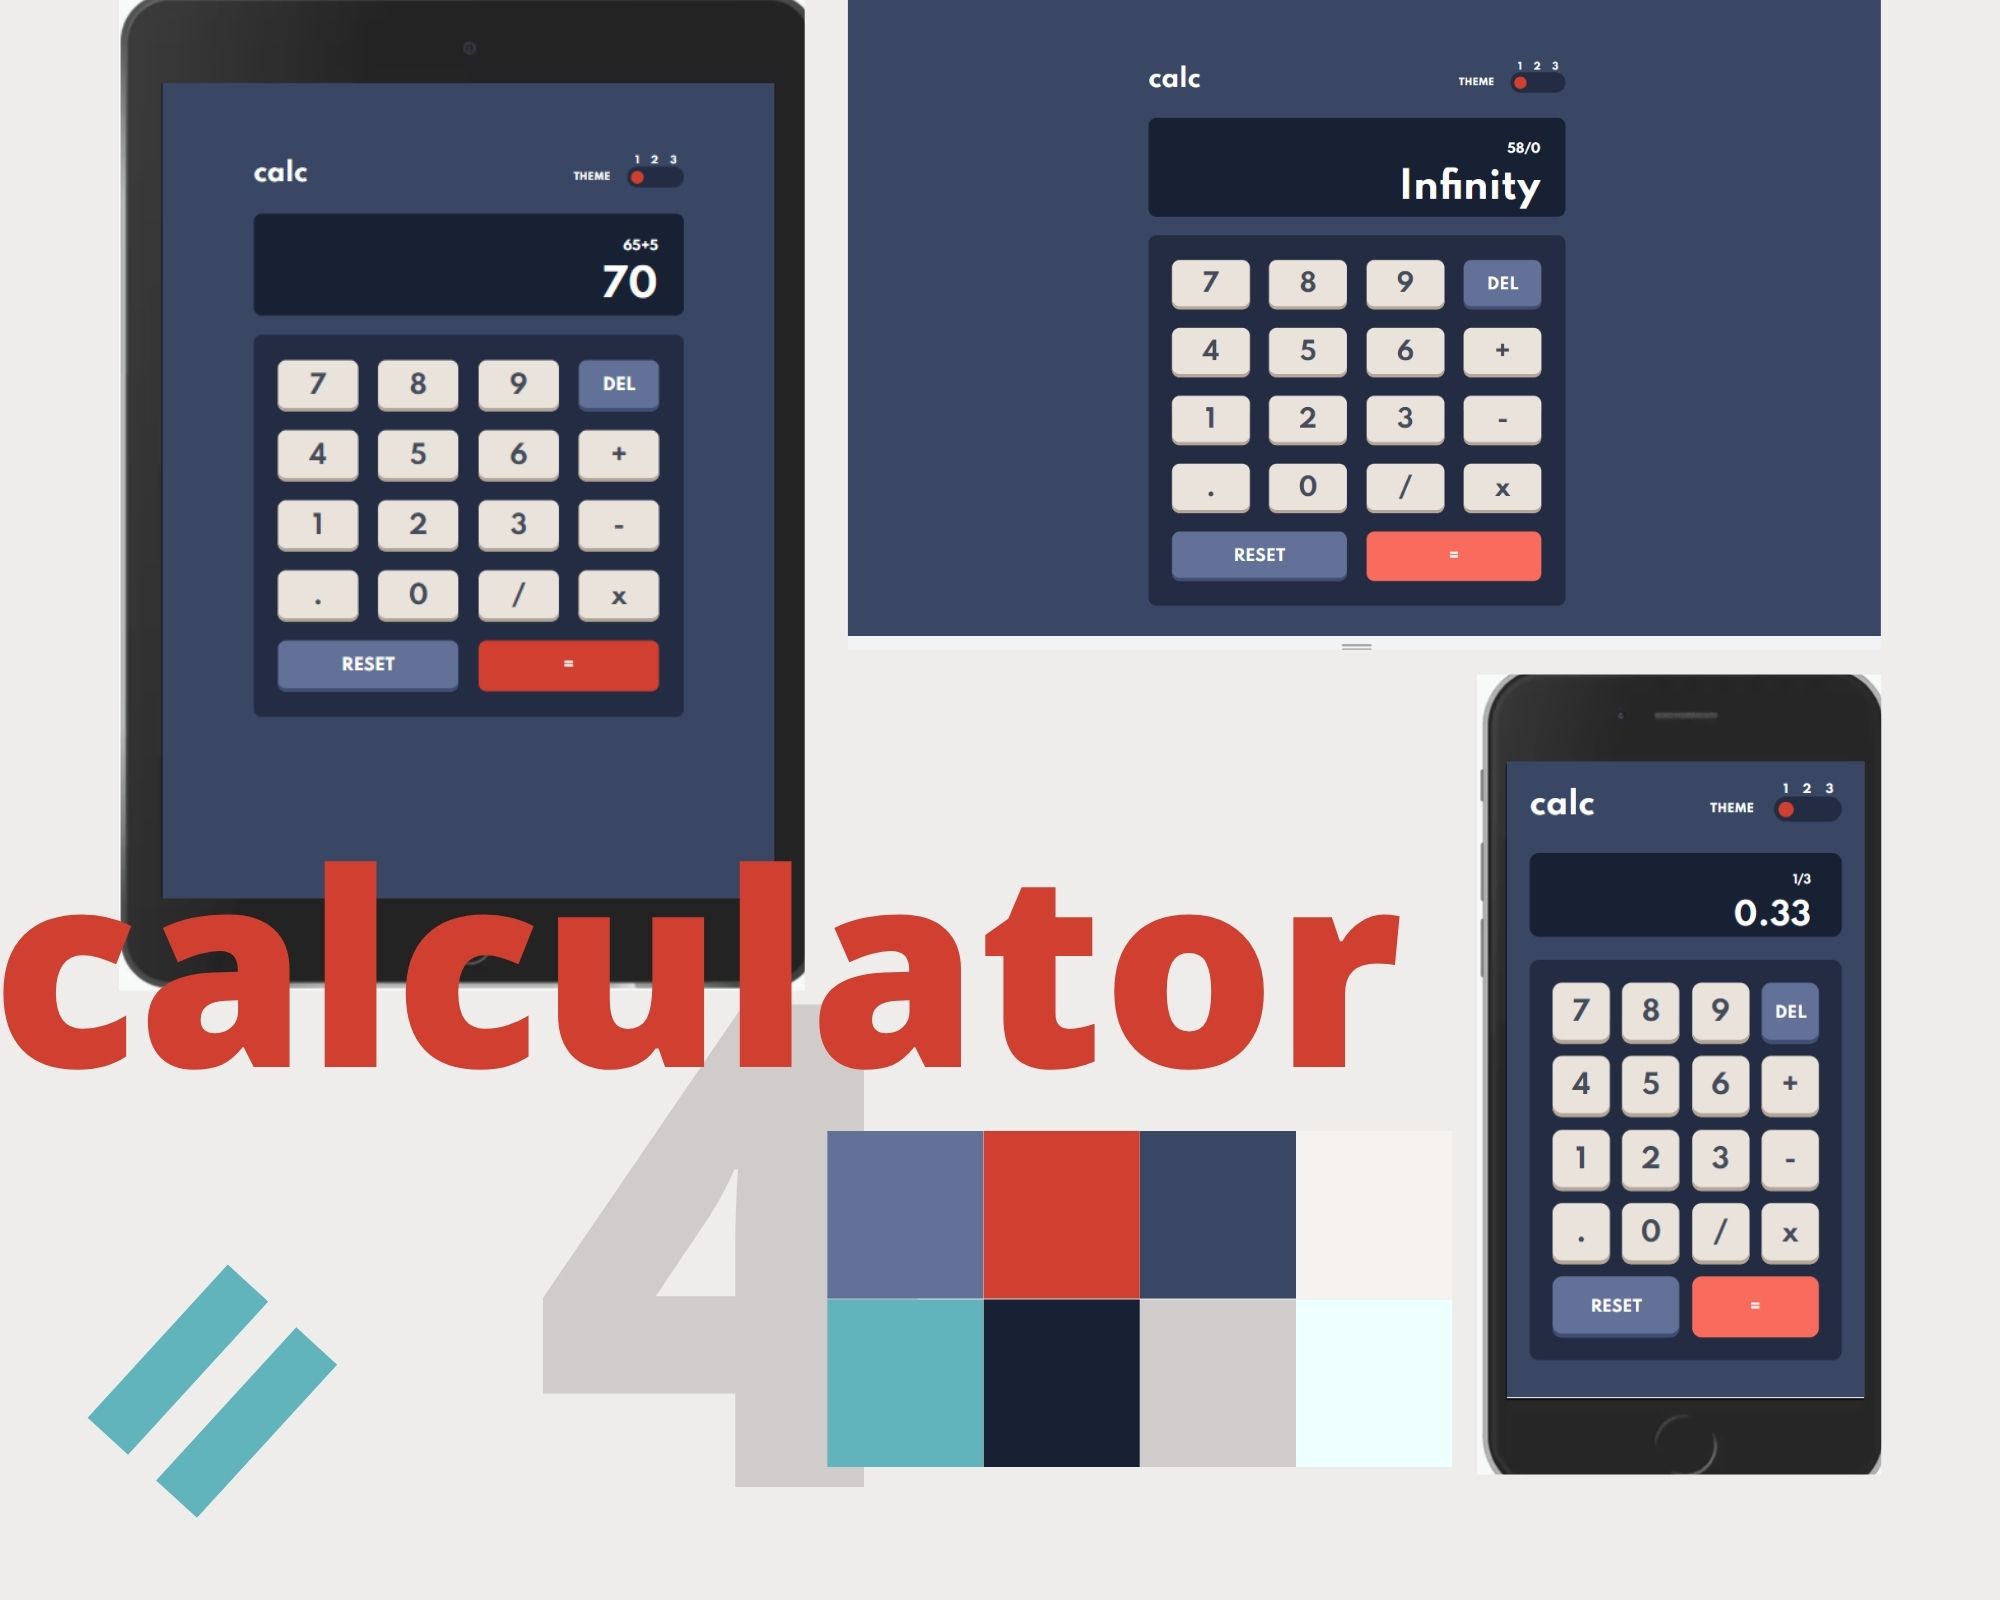 calc
THEME
1 2 3
65+5
70
7 8 9 DEL
4 5 6 +
1 2 3 -
. 0 / x
RESET =
calc
THEME
1 2 3
58/0
Infinity
7 8 9 DEL
4 5 6 +
1 2 3 -
. 0 / x
RESET =
calc
THEME
1 2 3
1/3
0.33
7 8 9 DEL
4 5 6 +
1 2 3 -
. 0 / x
RESET =
calculator
4